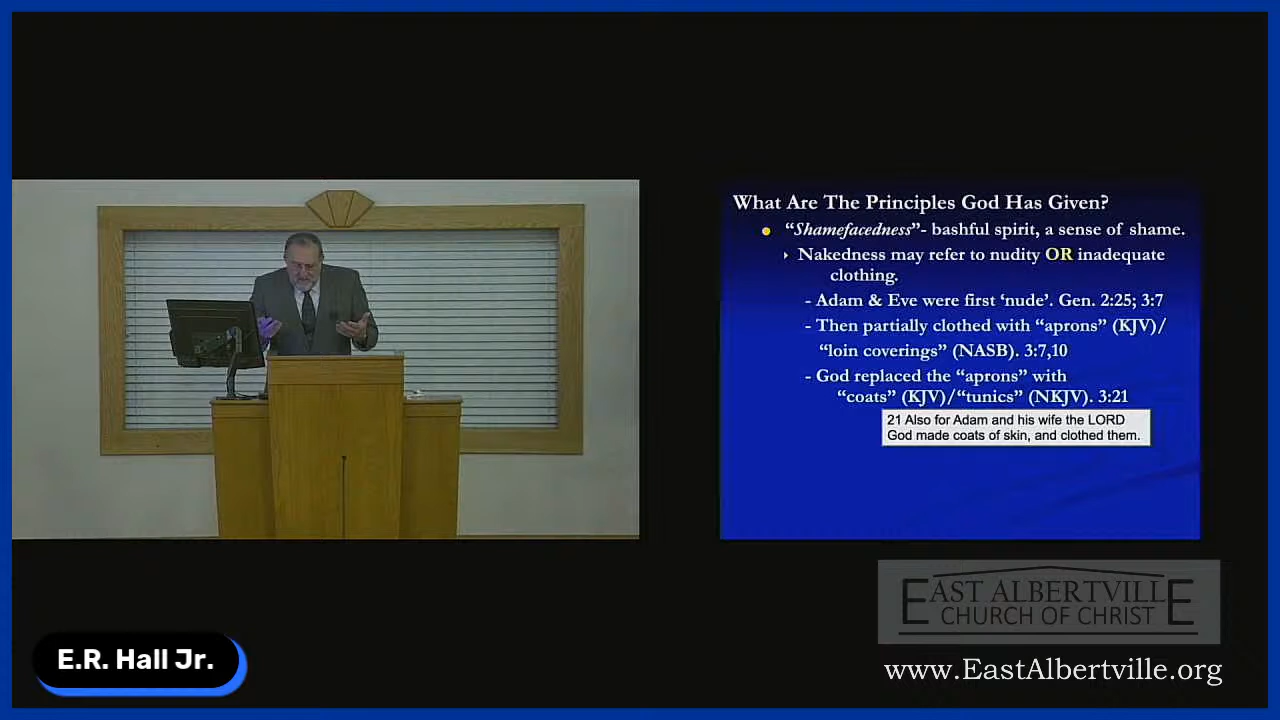 What Are The Principles God Has Given?
“Shamefacedness”- bashful spirit, a sense of shame.
Nakedness may refer to nudity OR inadequate
clothing.
- Adam & Eve were first ‘nude’. Gen. 2:25; 3:7
- Then partially clothed with “aprons” (KJV)/
“loin coverings” (NASB). 3:7,10
- God replaced the “aprons” with
“coats” (KJV)/“tunics” (NKJV). 3:21
21 Also for Adam and his wife the LORD
God made coats of skin, and clothed them.
EAST ALBERTVILLE
CHURCH OF CHRIST
E.R. Hall Jr.
www.EastAlbertville.org